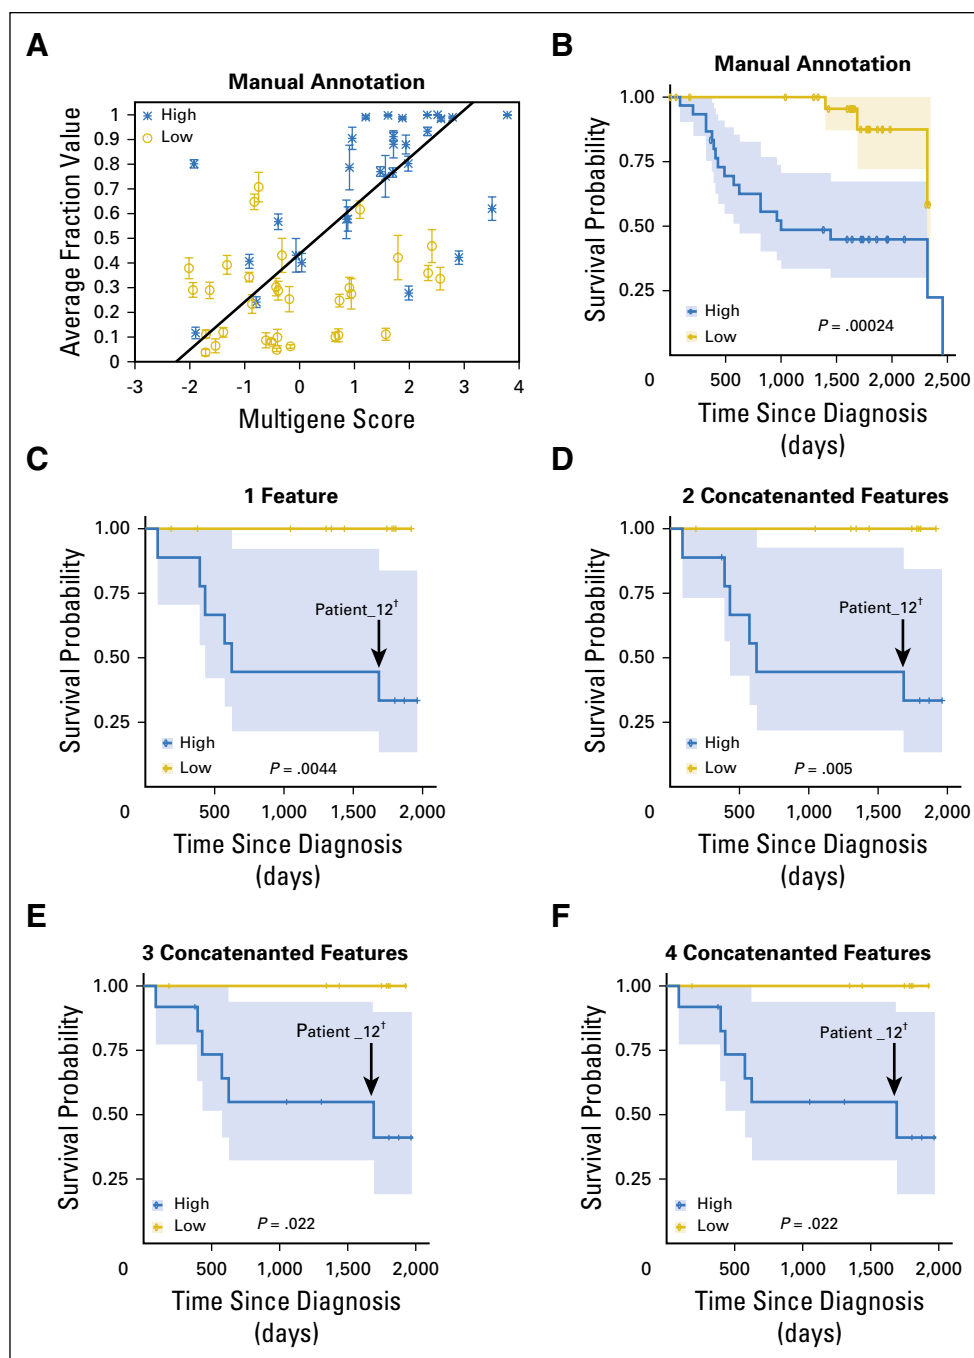 A
Manual Annotation
Average Fraction Value
1
0.9
0.8
0.7
0.6
0.5
0.4
0.3
0.2
0.1
0
High
Low
-3
-2
-1
0
1
2
3
4
Multigene Score
B
Manual Annotation
Survival Probability
1.00
0.75
0.50
0.25
High
Low
P = .00024
0
500
1,000
1,500
2,000
2,500
Time Since Diagnosis
(days)
C
1 Feature
Survival Probability
1.00
0.75
0.50
0.25
Patient_12†
High
Low
P = .0044
0
500
1,000
1,500
2,000
Time Since Diagnosis
(days)
D
2 Concatenanted Features
Survival Probability
1.00
0.75
0.50
0.25
Patient_12†
High
Low
P = .005
0
500
1,000
1,500
2,000
Time Since Diagnosis
(days)
E
3 Concatenanted Features
Survival Probability
1.00
0.75
0.50
0.25
Patient _12†
High
Low
P = .022
0
500
1,000
1,500
2,000
Time Since Diagnosis
(days)
F
4 Concatenanted Features
Survival Probability
1.00
0.75
0.50
0.25
Patient _12†
High
Low
P = .022
0
500
1,000
1,500
2,000
Time Since Diagnosis
(days)